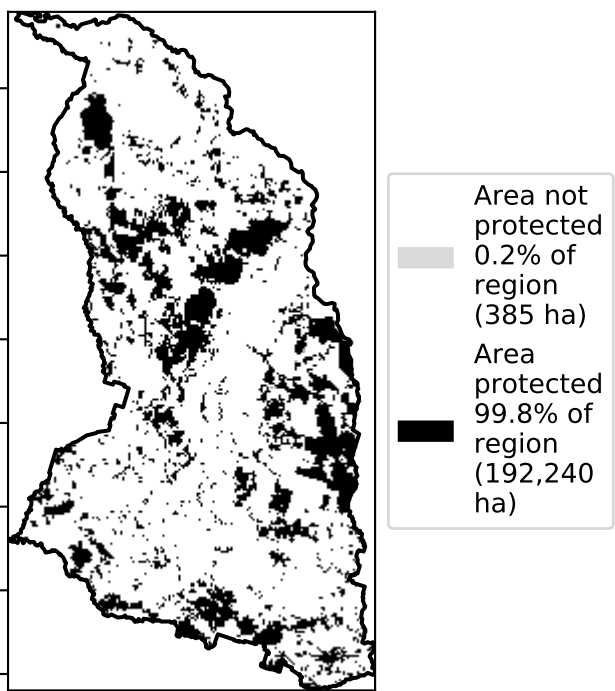 Area not
protected
0.2% of
region
(385 ha)
Area
protected
99.8% of
region
(192,240
ha)